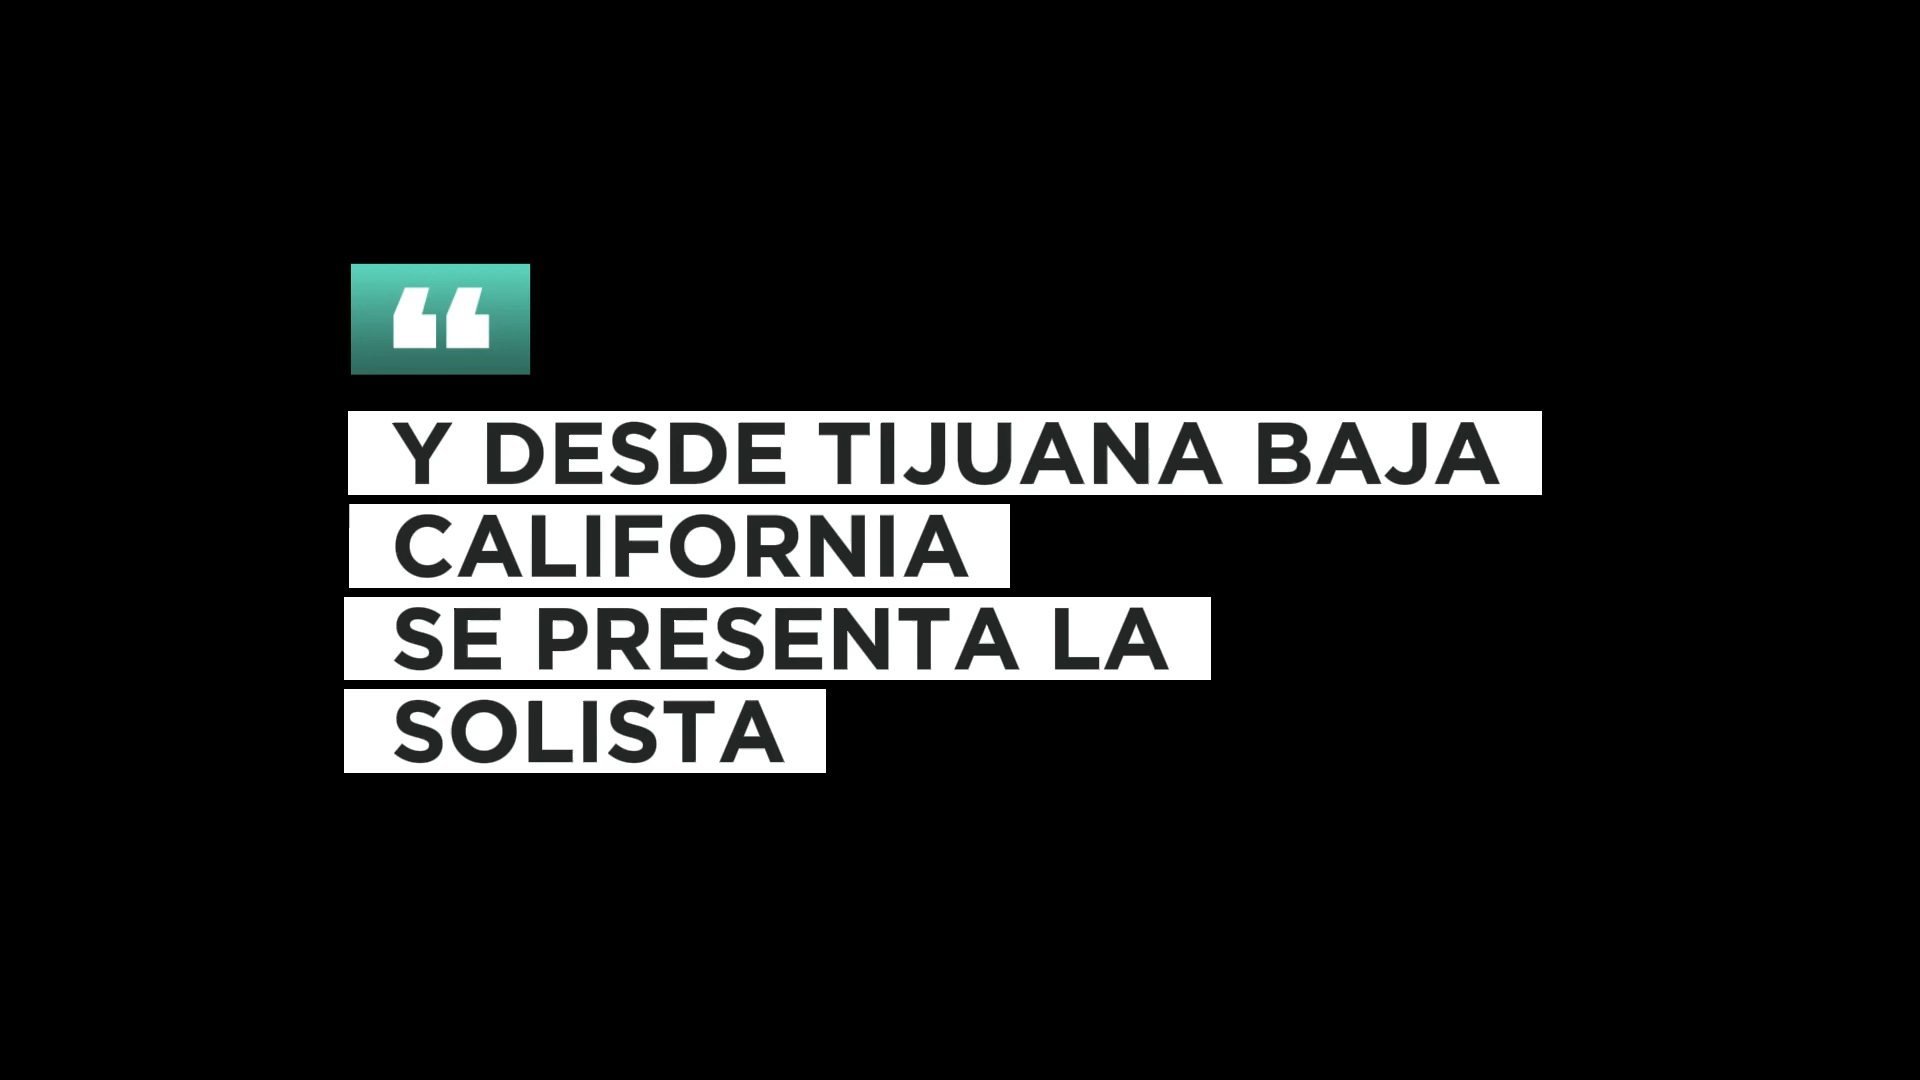 “
Y DESDE TIJUANA BAJA
CALIFORNIA
SE PRESENTA LA
SOLISTA